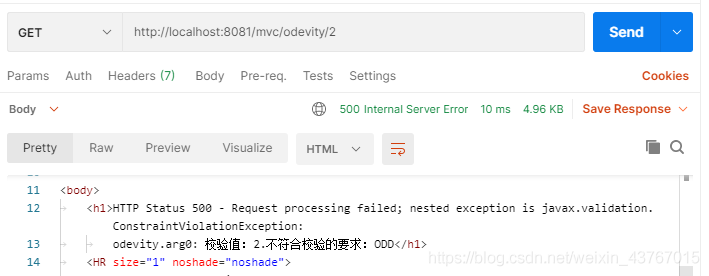 GET http://localhost:8081/mvc/odevity/2 Send
Params Auth Headers (7) Body Pre-req. Tests Settings Cookies
Body 500 Internal Server Error 10 ms 4.96 KB Save Response
Pretty Raw Preview Visualize HTML
11 <body>
12 <h1>HTTP Status 500 - Request processing failed; nested exception is javax.validation.
ConstraintViolationException:
13 odevity.arg0: 校验值：2.不符合校验的要求：ODD</h1>
14 <HR size="1" noshade="noshade">
https://blog.csdn.net/weixin_43767015